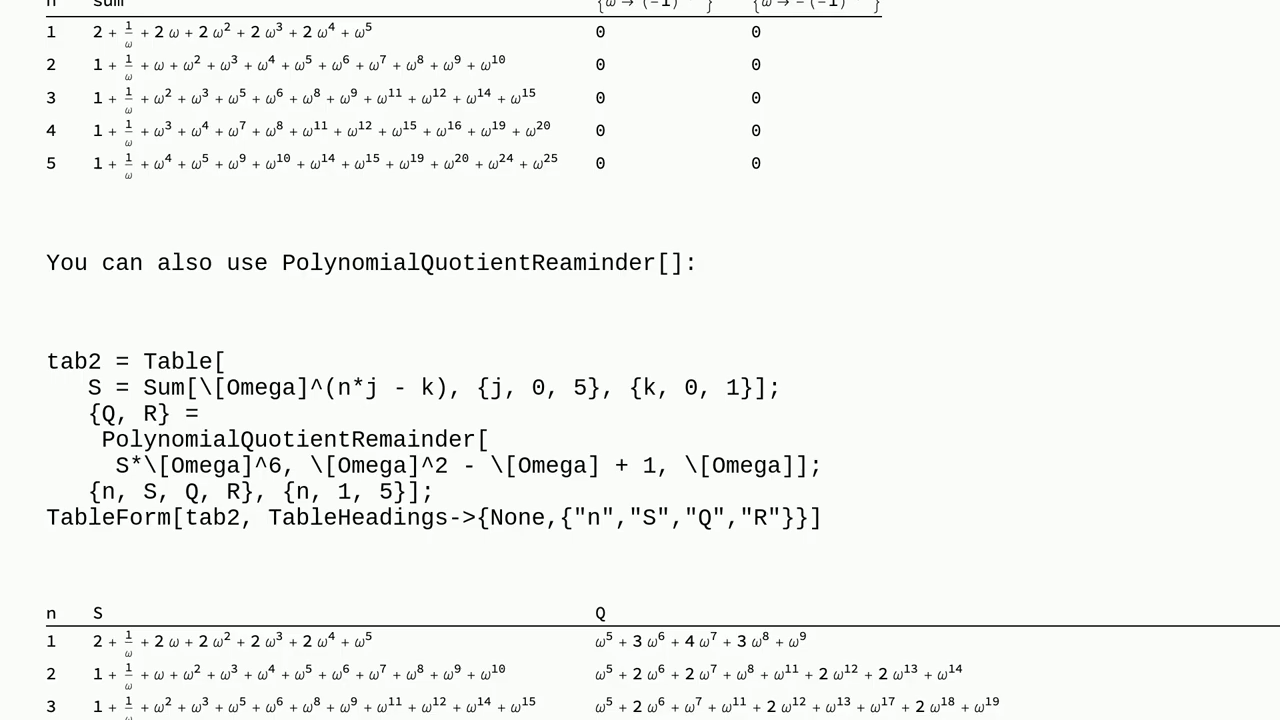 n sum {ω → (-1) } {ω → - (-1) }
1 2 + 1/ω + 2 ω + 2 ω^2 + 2 ω^3 + 2 ω^4 + ω^5 0 0
2 1 + 1/ω + ω + ω^2 + ω^3 + ω^4 + ω^5 + ω^6 + ω^7 + ω^8 + ω^9 + ω^10 0 0
3 1 + 1/ω + ω^2 + ω^3 + ω^5 + ω^6 + ω^8 + ω^9 + ω^11 + ω^12 + ω^14 + ω^15 0 0
4 1 + 1/ω + ω^3 + ω^4 + ω^7 + ω^8 + ω^11 + ω^12 + ω^15 + ω^16 + ω^19 + ω^20 0 0
5 1 + 1/ω + ω^4 + ω^5 + ω^9 + ω^10 + ω^14 + ω^15 + ω^19 + ω^20 + ω^24 + ω^25 0 0
You can also use PolynomialQuotientReaminder[]:
tab2 = Table[
S = Sum[\[Omega]^(n*j - k), {j, 0, 5}, {k, 0, 1}];
{Q, R} =
PolynomialQuotientRemainder[
S*\[Omega]^6, \[Omega]^2 - \[Omega] + 1, \[Omega]];
{n, S, Q, R}, {n, 1, 5}];
TableForm[tab2, TableHeadings->{None,{"n","S","Q","R"}}]
n S Q
1 2 + 1/ω + 2 ω + 2 ω^2 + 2 ω^3 + 2 ω^4 + ω^5 ω^5 + 3 ω^6 + 4 ω^7 + 3 ω^8 + ω^9
2 1 + 1/ω + ω + ω^2 + ω^3 + ω^4 + ω^5 + ω^6 + ω^7 + ω^8 + ω^9 + ω^10 ω^5 + 2 ω^6 + 2 ω^7 + ω^8 + ω^11 + 2 ω^12 + 2 ω^13 + ω^14
3 1 + 1/ω + ω^2 + ω^3 + ω^5 + ω^6 + ω^8 + ω^9 + ω^11 + ω^12 + ω^14 + ω^15 ω^5 + 2 ω^6 + ω^7 + ω^11 + 2 ω^12 + ω^13 + ω^17 + 2 ω^18 + ω^19